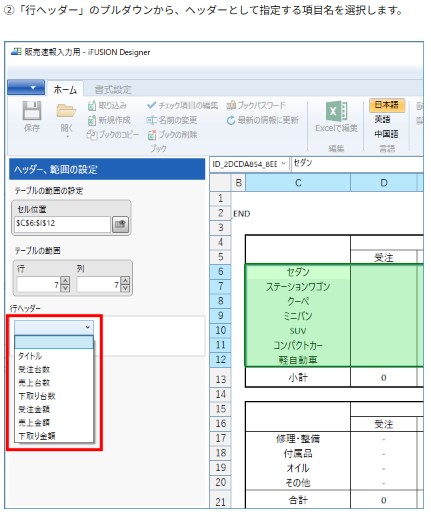 ②「行ヘッダー」のプルダウンから、ヘッダーとして指定する項目名を選択します。
販売速報入力用 - iFUSION Designer
ホーム 書式設定
保存 開く 取り込み 新規作成 ブックのコピー チェック項目の編集 名前の変更 ブックの削除 ブックパスワード 最新の情報に更新
Excelで編集
日本語
英語
中国語
ブック 編集 言語
ヘッダー、範囲の設定
テーブルの範囲の設定
セル位置
$C$6:$I$12
テーブルの範囲
行 列
7 7
行ヘッダー
タイトル
受注台数
売上台数
下取り台数
受注金額
売上金額
下取り金額
ID_2DCDA854_BEE セダン
B C D
1
2 _END
3
4
5 受注
6 セダン
7 ステーションワゴン
8 クーペ
9 ミニバン
10 SUV
11 コンパクトカー
12 軽自動車
13 小計 0
14
15
16 受注
17 修理・整備 -
18 付属品 -
19 オイル -
20 その他 -
21 合計 0